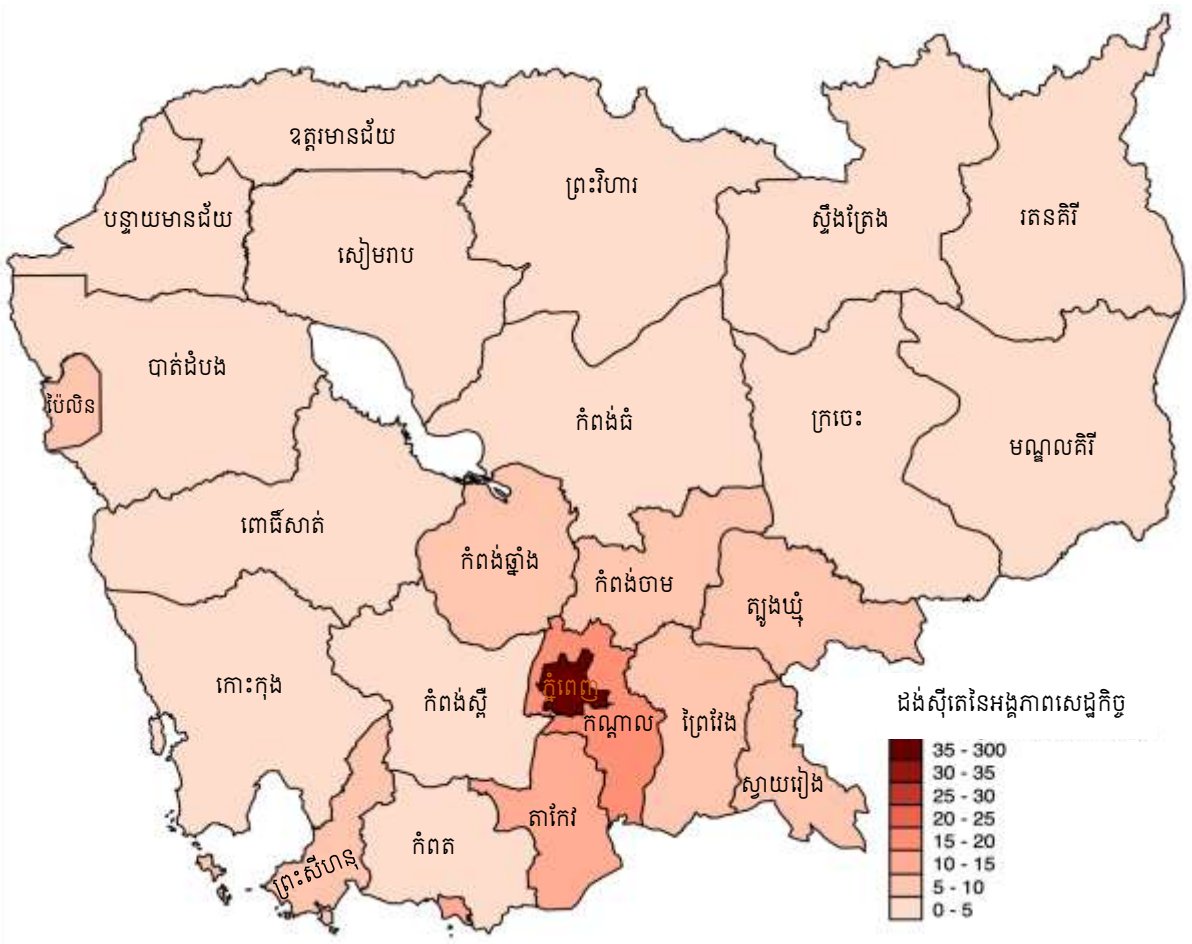 ឧត្តរមានជ័យ
ព្រះវិហារ
បន្ទាយមានជ័យ
ស្ទឹងត្រែង
រតនគិរី
សៀមរាប
បាត់ដំបង
ប៉ៃលិន
កំពង់ធំ
ក្រចេះ
មណ្ឌលគិរី
ពោធិ៍សាត់
កំពង់ឆ្នាំង
កំពង់ចាម
ត្បូងឃ្មុំ
កោះកុង
កំពង់ស្ពឺ
ភ្នំពេញ
កណ្តាល
ព្រៃវែង
ស្វាយរៀង
តាកែវ
កំពត
ព្រះសីហនុ
ដង់ស៊ីតេនៃអង្គភាពសេដ្ឋកិច្ច
35 - 300
30 - 35
25 - 30
20 - 25
15 - 20
10 - 15
5 - 10
0 - 5